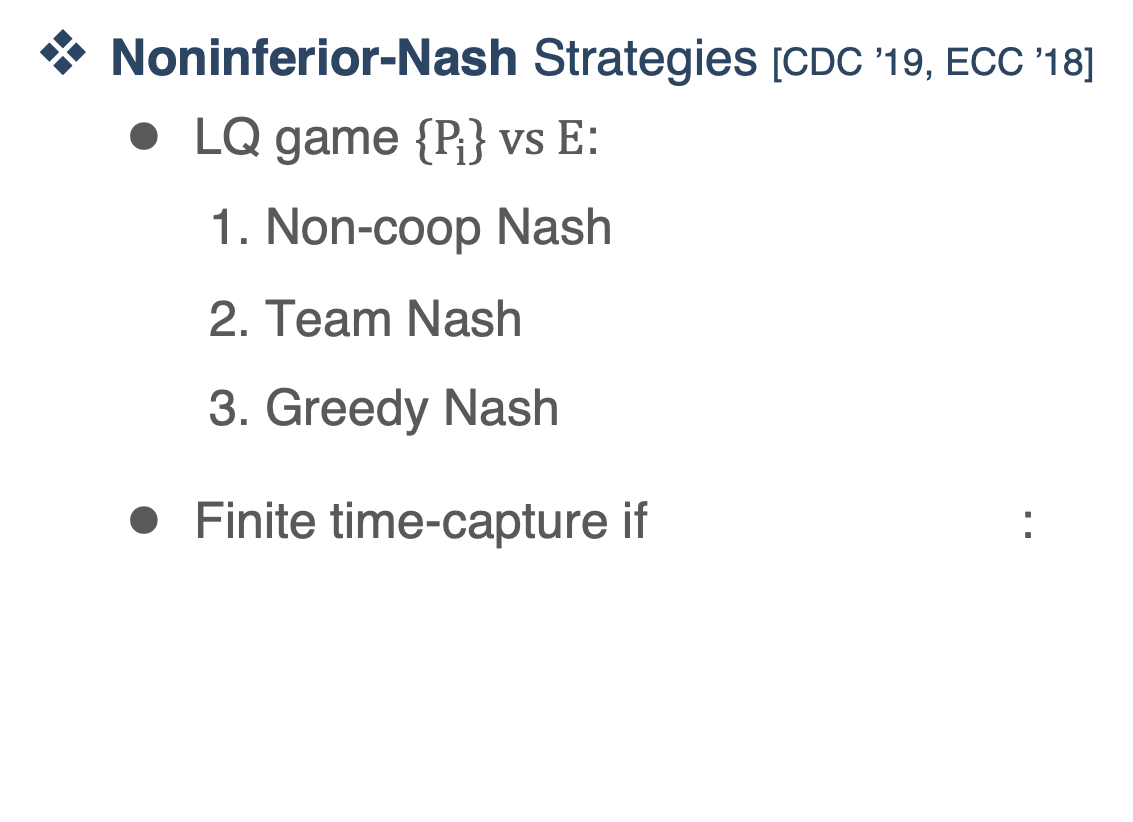 ❖ Noninferior-Nash Strategies [CDC ’19, ECC ’18]
● LQ game {Pᵢ} vs E:
1. Non-coop Nash
2. Team Nash
3. Greedy Nash
● Finite time-capture if :